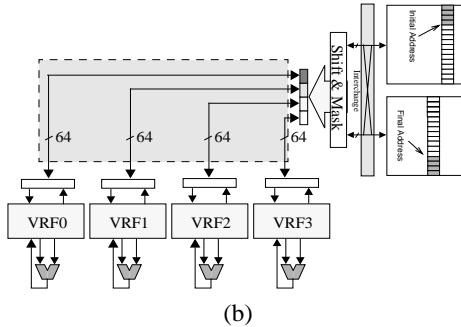 Initial Address
Shift & Mask
Interchange
Final Address
64
64
64
64
VRF0
VRF1
VRF2
VRF3
(b)